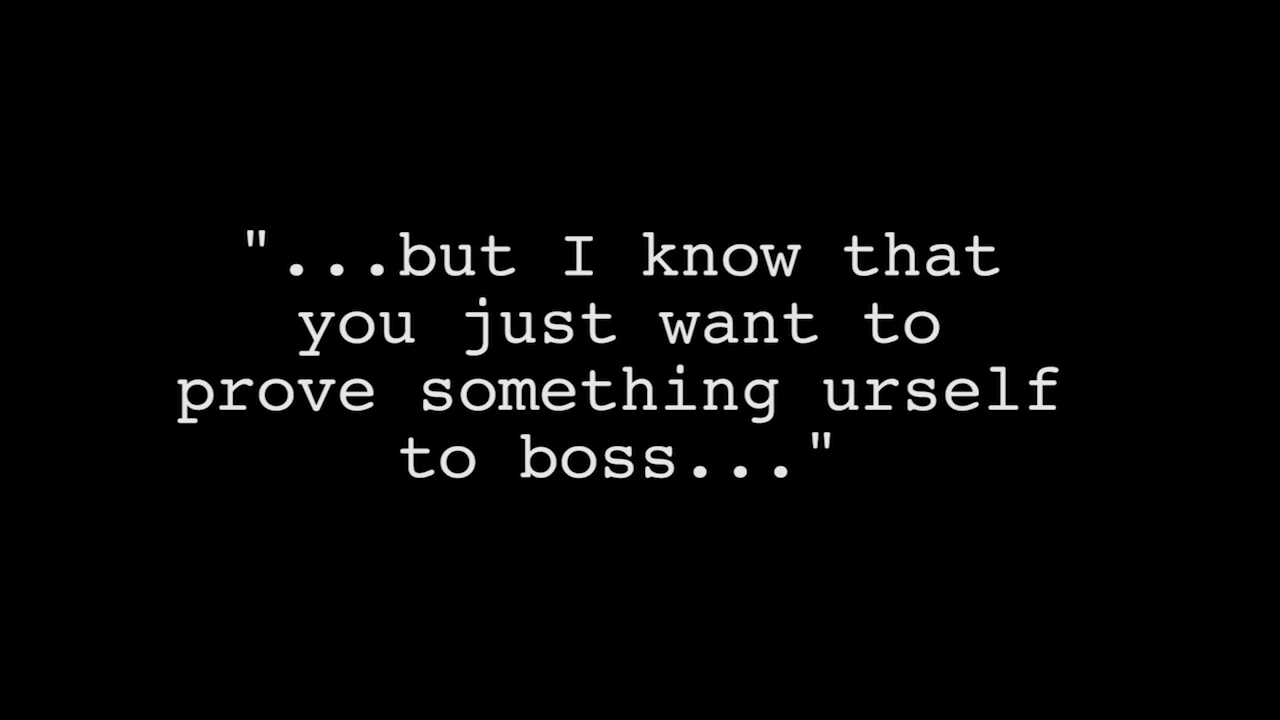 "...but I know that
you just want to
prove something urself
to boss..."